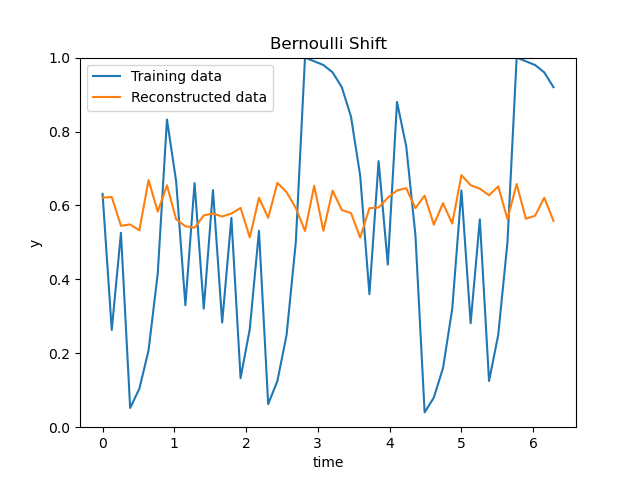 Bernoulli Shift
Training data
Reconstructed data
1.0
0.8
0.6
0.4
0.2
0.0
y
0 1 2 3 4 5 6
time